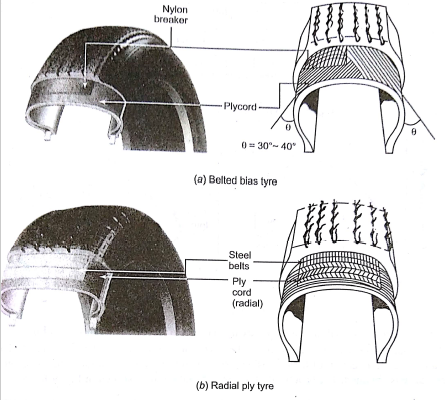 Nylon
breaker
Plycord
θ
θ
θ = 30°~ 40°
(a) Belted bias tyre
Steel
belts
Ply
cord
(radial)
(b) Radial ply tyre